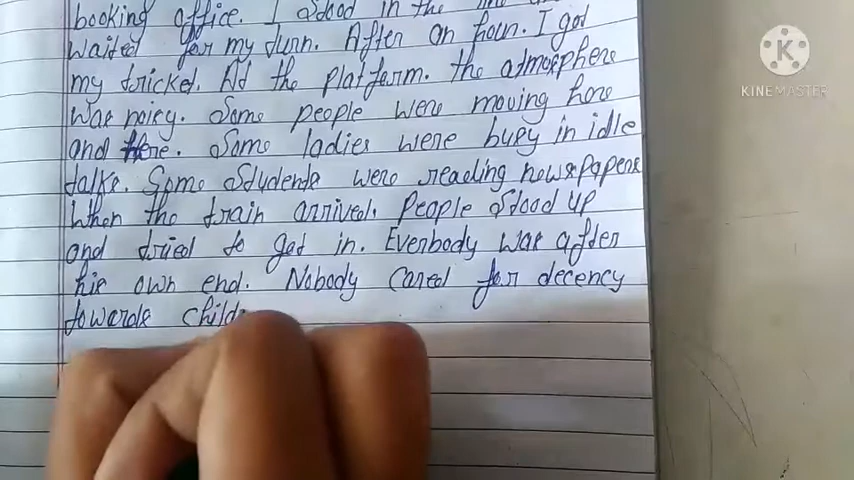 booking office. I stood in the line and
waited for my turn. After an hour. I got
my tricket. At the platform. the atmosphere
was noisy. Some people were moving here
and there. Some ladies were busy in idle
talks. Some students were reading newspapers
When the train arrived. People stood up
and tried to get in. Everbody was after
his own end. Nobody cared for decency
towards child
K
KINEMASTER